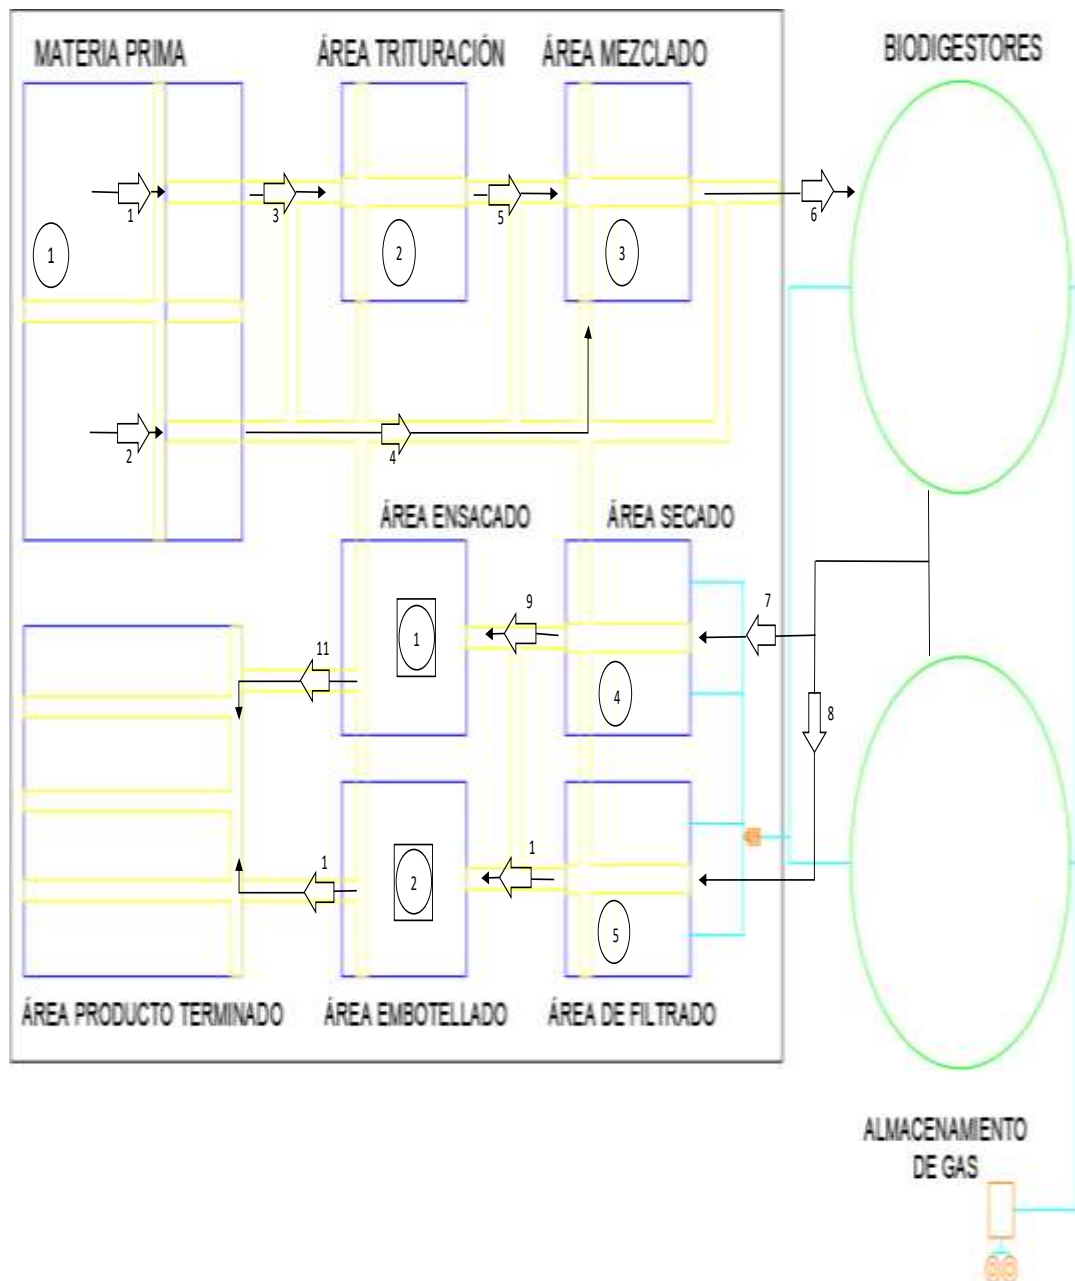 MATERIA PRIMA
ÁREA TRITURACIÓN
ÁREA MEZCLADO
BIODIGESTORES
1
3
5
6
1
2
3
2
4
ÁREA ENSACADO
ÁREA SECADO
9
7
1
11
4
8
1
1
2
5
ÁREA PRODUCTO TERMINADO
ÁREA EMBOTELLADO
ÁREA DE FILTRADO
ALMACENAMIENTO
DE GAS